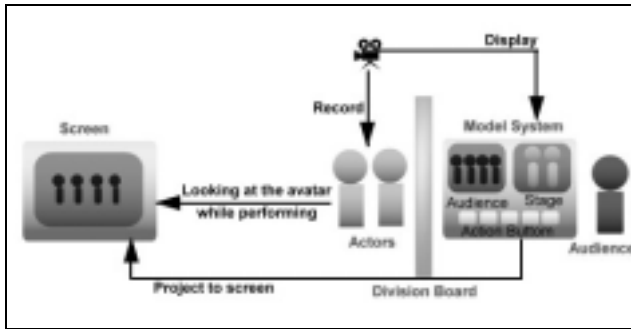 Display
Record
Screen
Model System
Looking at the avatar
while performing
Audience
Stage
Action Buttom
Actors
Audience
Project to screen
Division Board